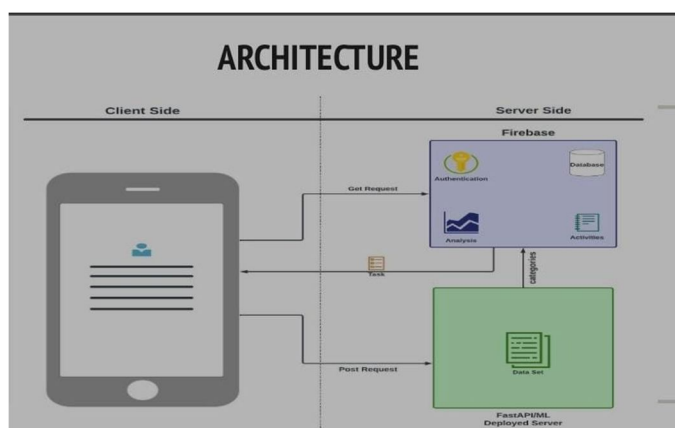 ARCHITECTURE
Client Side
Server Side
Firebase
Authentication
Database
Get Request
Analysis
Activities
Task
categories
Post Request
Data Set
FastAPI/ML
Deployed Server